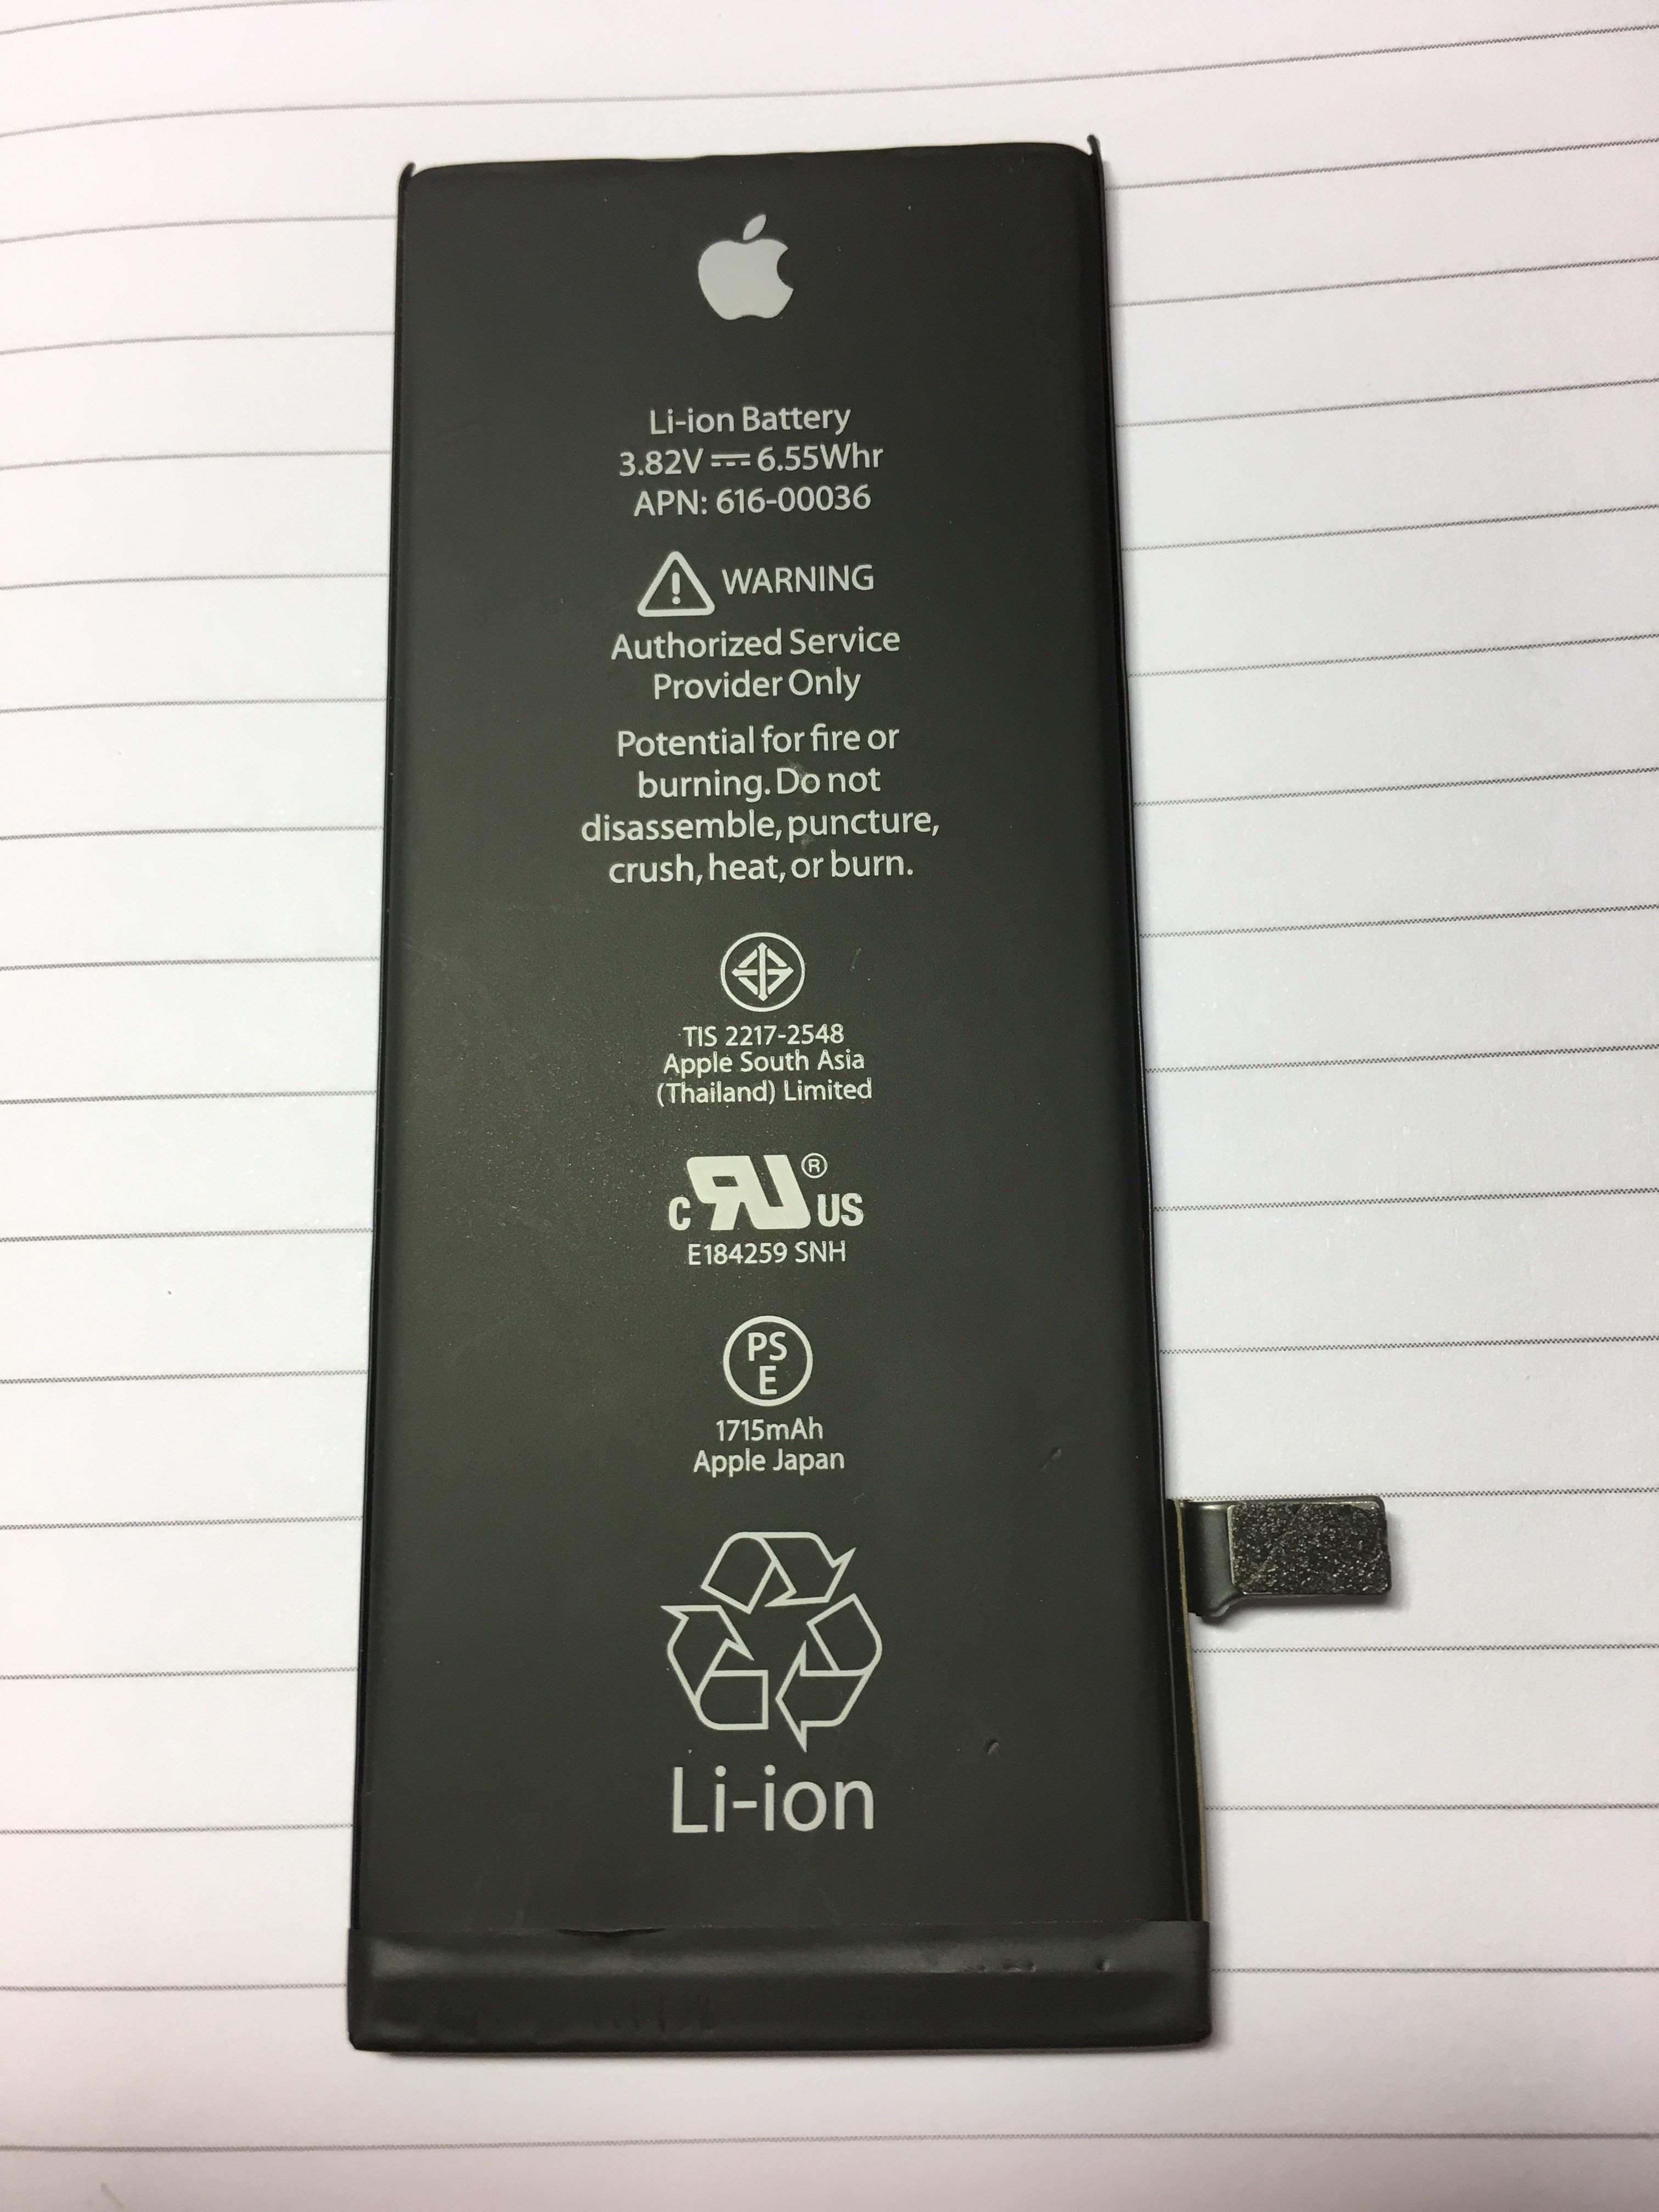 Li-ion Battery
3.82V ⎓ 6.55Whr
APN: 616-00036
WARNING
Authorized Service
Provider Only
Potential for fire or
burning. Do not
disassemble, puncture,
crush, heat, or burn.
TIS 2217-2548
Apple South Asia
(Thailand) Limited
c RU ® US
E184259 SNH
PS
E
1715mAh
Apple Japan
Li-ion